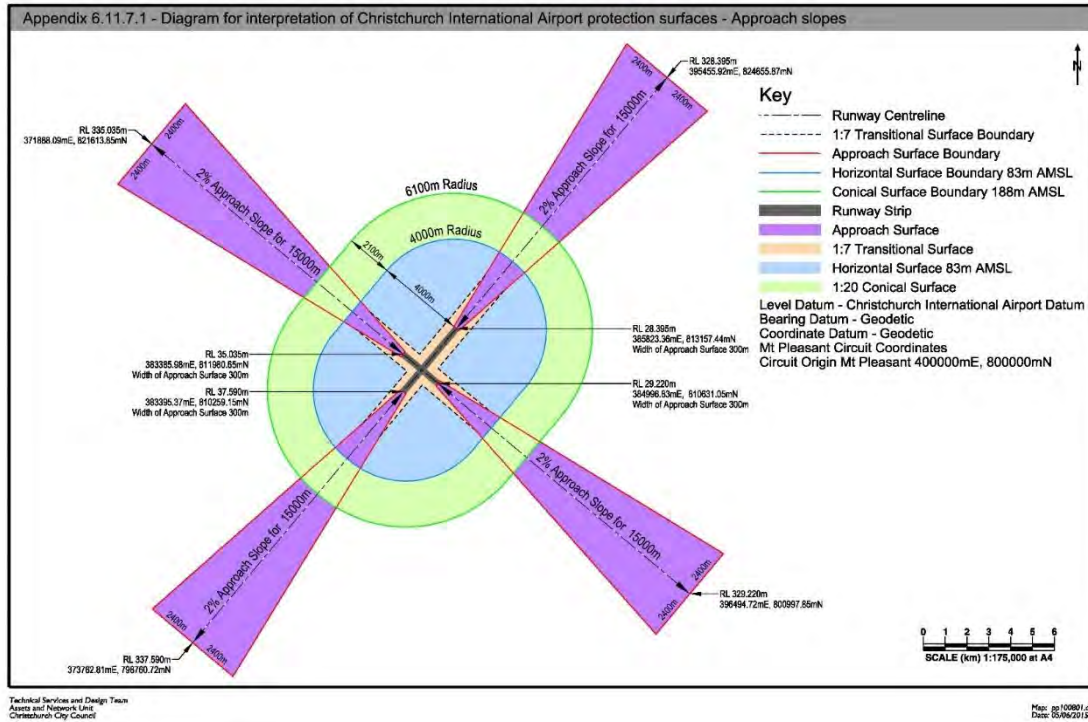 Appendix 6.11.7.1 - Diagram for interpretation of Christchurch International Airport protection surfaces - Approach slopes
RL 328.395m
395455.92mE, 824655.87mN
2400m
2400m
2% Approach Slope for 15000m
N
RL 335.035m
371888.09mE, 821613.85mN
2400m
2400m
2% Approach Slope for 15000m
Key
Runway Centreline
1:7 Transitional Surface Boundary
Approach Surface Boundary
Horizontal Surface Boundary 83m AMSL
Conical Surface Boundary 188m AMSL
Runway Strip
Approach Surface
1:7 Transitional Surface
Horizontal Surface 83m AMSL
1:20 Conical Surface
Level Datum - Christchurch International Airport Datum
Bearing Datum - Geodetic
Coordinate Datum - Geodetic
Mt Pleasant Circuit Coordinates
Circuit Origin Mt Pleasant 400000mE, 800000mN
6100m Radius
4000m Radius
2100m
4000m
RL 28.395m
385823.36mE, 813157.44mN
Width of Approach Surface 300m
RL 35.035m
383385.98mE, 811980.65mN
Width of Approach Surface 300m
RL 37.590m
383395.37mE, 810259.15mN
Width of Approach Surface 300m
RL 29.220m
384996.83mE, 810631.05mN
Width of Approach Surface 300m
2% Approach Slope for 15000m
2400m
2400m
RL 337.590m
373762.81mE, 798760.72mN
2% Approach Slope for 15000m
2400m
2400m
RL 329.220m
396494.72mE, 800997.85mN
0 1 2 3 4 5 6
SCALE (km) 1:175,000 at A4
Technical Services and Design Team
Assets and Network Unit
Christchurch City Council
Map: pp100801.c
Date: 05/06/2015